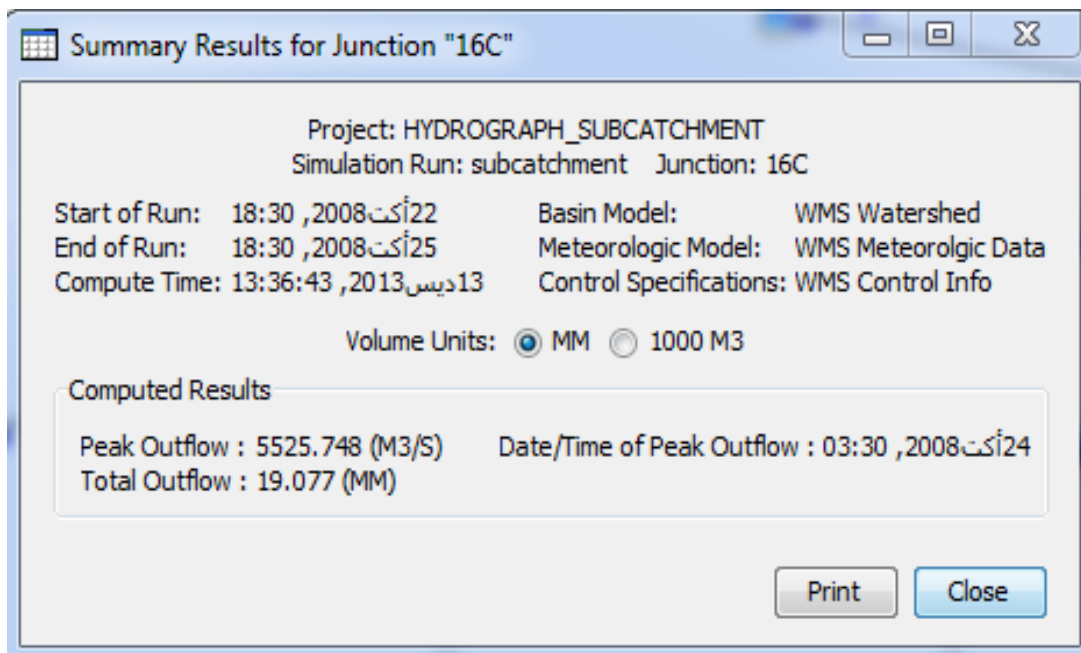 Summary Results for Junction "16C"
Project: HYDROGRAPH_SUBCATCHMENT
Simulation Run: subcatchment Junction: 16C
Start of Run: 22أكت2008, 18:30 Basin Model: WMS Watershed
End of Run: 25أكت2008, 18:30 Meteorologic Model: WMS Meteorolgic Data
Compute Time: 13ديس2013, 13:36:43 Control Specifications: WMS Control Info
Volume Units: MM 1000 M3
Computed Results
Peak Outflow : 5525.748 (M3/S) Date/Time of Peak Outflow : 24أكت2008, 03:30
Total Outflow : 19.077 (MM)
Print Close